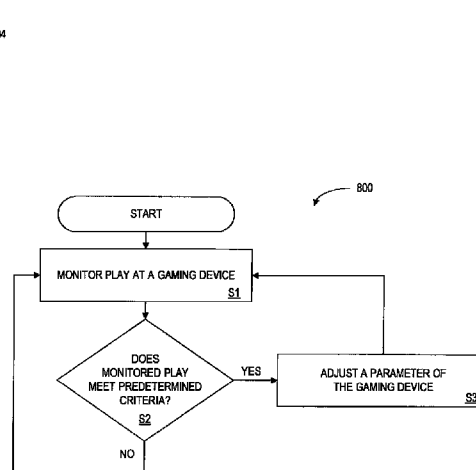 800
START
MONITOR PLAY AT A GAMING DEVICE
S1
DOES
MONITORED PLAY
MEET PREDETERMINED
CRITERIA?
S2
YES
ADJUST A PARAMETER OF
THE GAMING DEVICE
NO